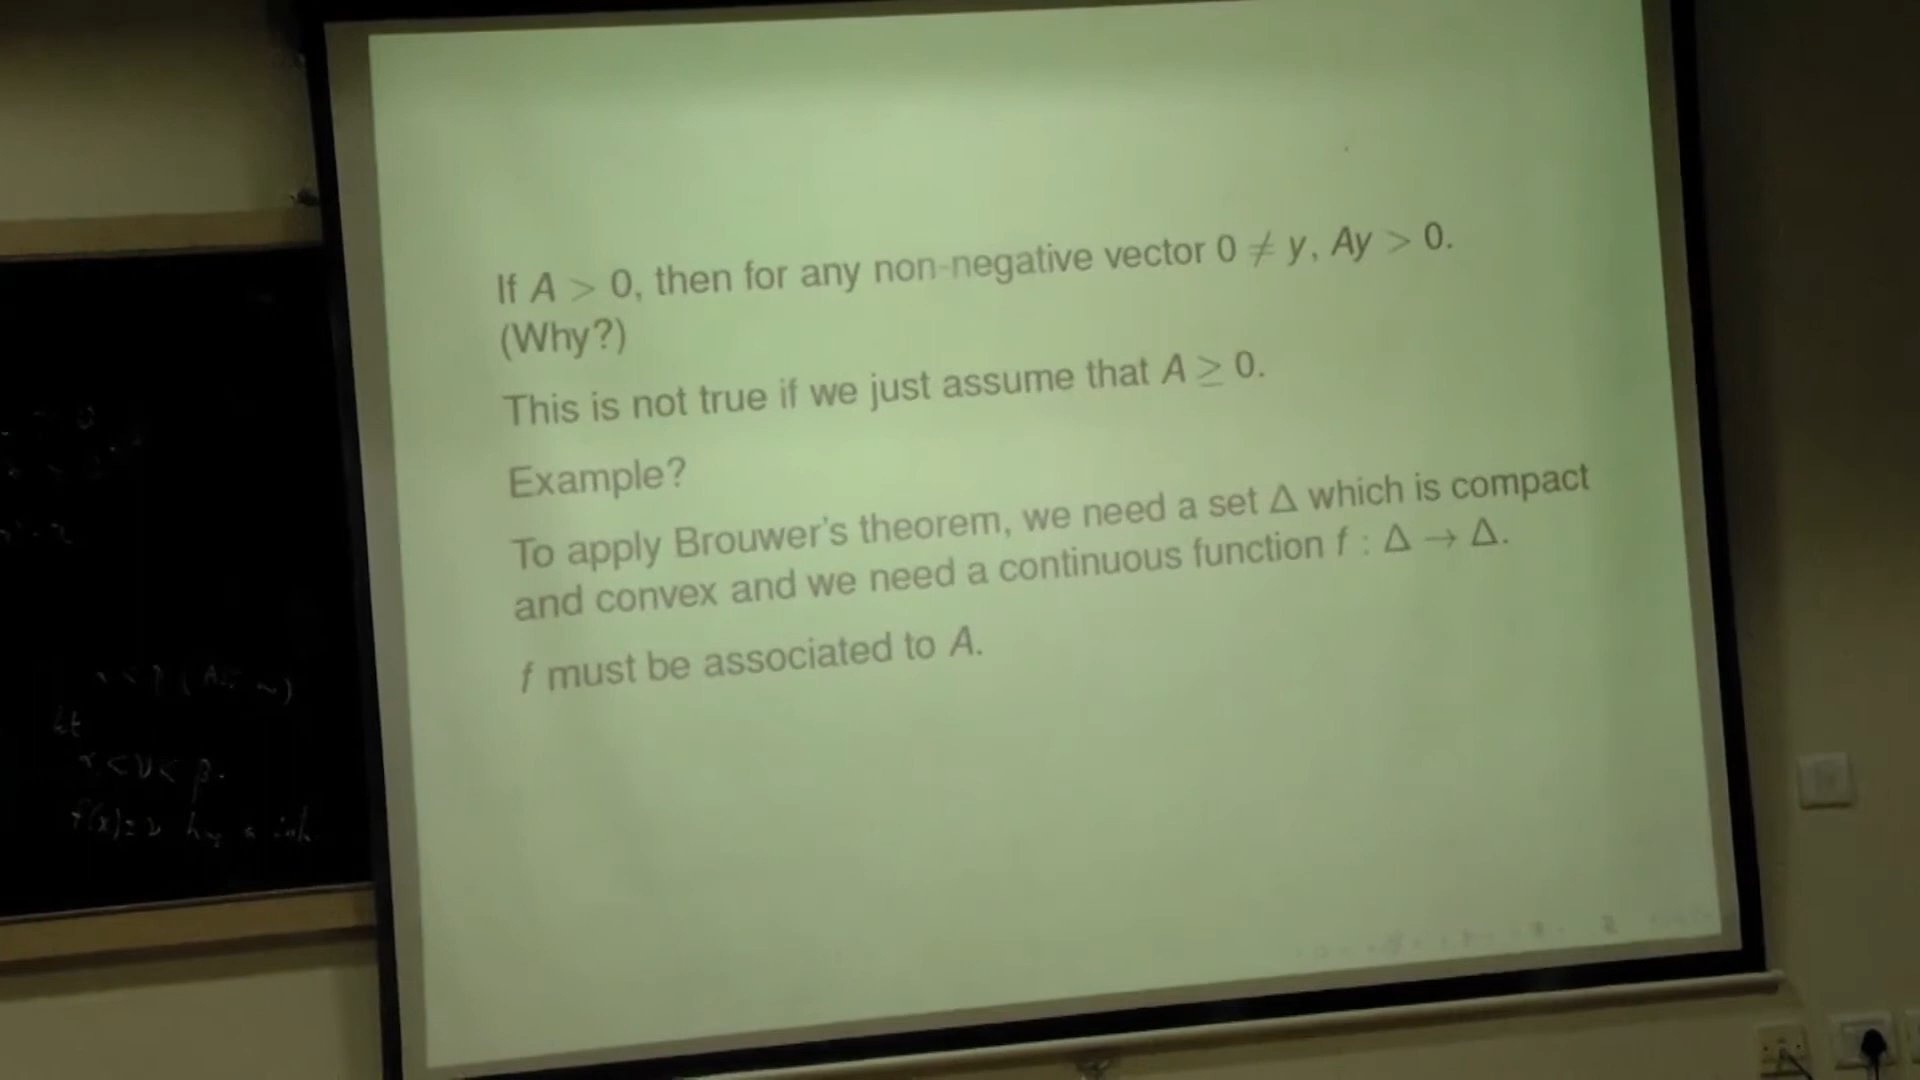 If A > 0, then for any non-negative vector 0 ≠ y, Ay > 0.
(Why?)
This is not true if we just assume that A ≥ 0.
Example?
To apply Brouwer's theorem, we need a set Δ which is compact
and convex and we need a continuous function f : Δ → Δ.
f must be associated to A.
let
f(x)=ν has a